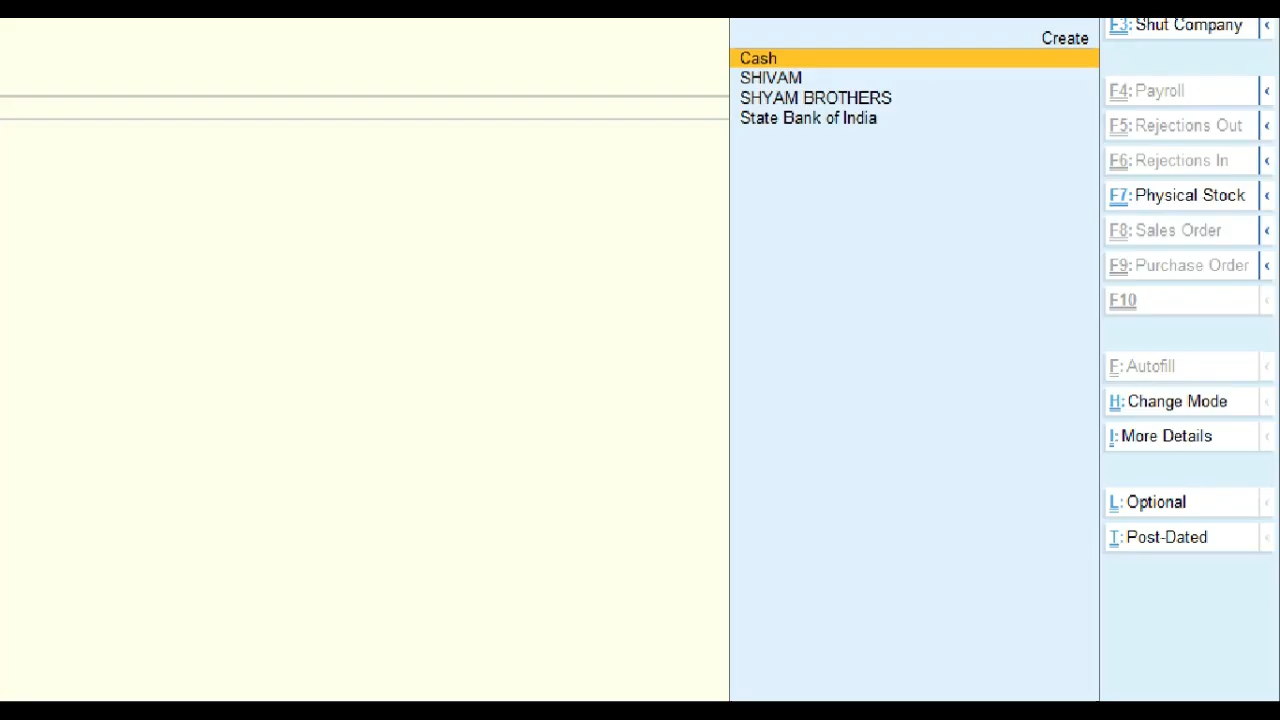 Create
Cash
SHIVAM
SHYAM BROTHERS
State Bank of India
F3: Shut Company
F4: Payroll
F5: Rejections Out
F6: Rejections In
F7: Physical Stock
F8: Sales Order
F9: Purchase Order
F10
F: Autofill
H: Change Mode
I: More Details
L: Optional
T: Post-Dated